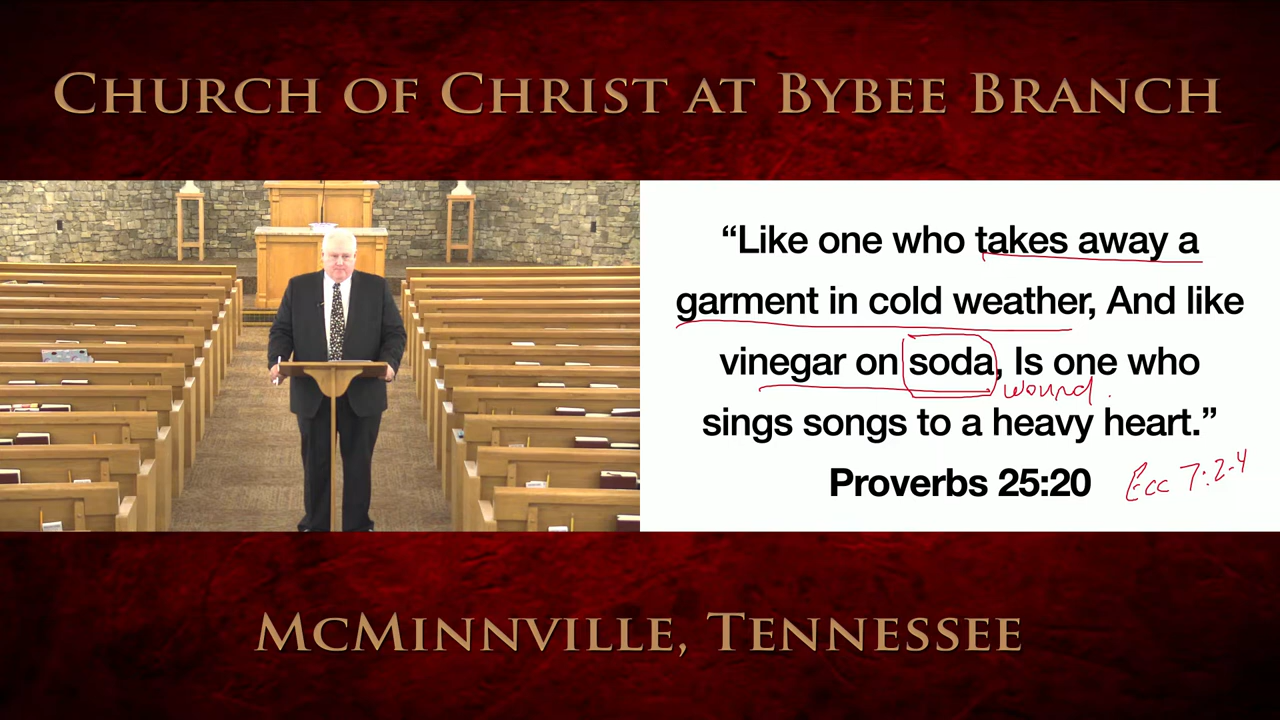 CHURCH OF CHRIST AT BYBEE BRANCH
“Like one who takes away a
garment in cold weather, And like
vinegar on soda, Is one who
wound.
sings songs to a heavy heart.”
Proverbs 25:20
Ecc 7:2-4
MCMINNVILLE, TENNESSEE